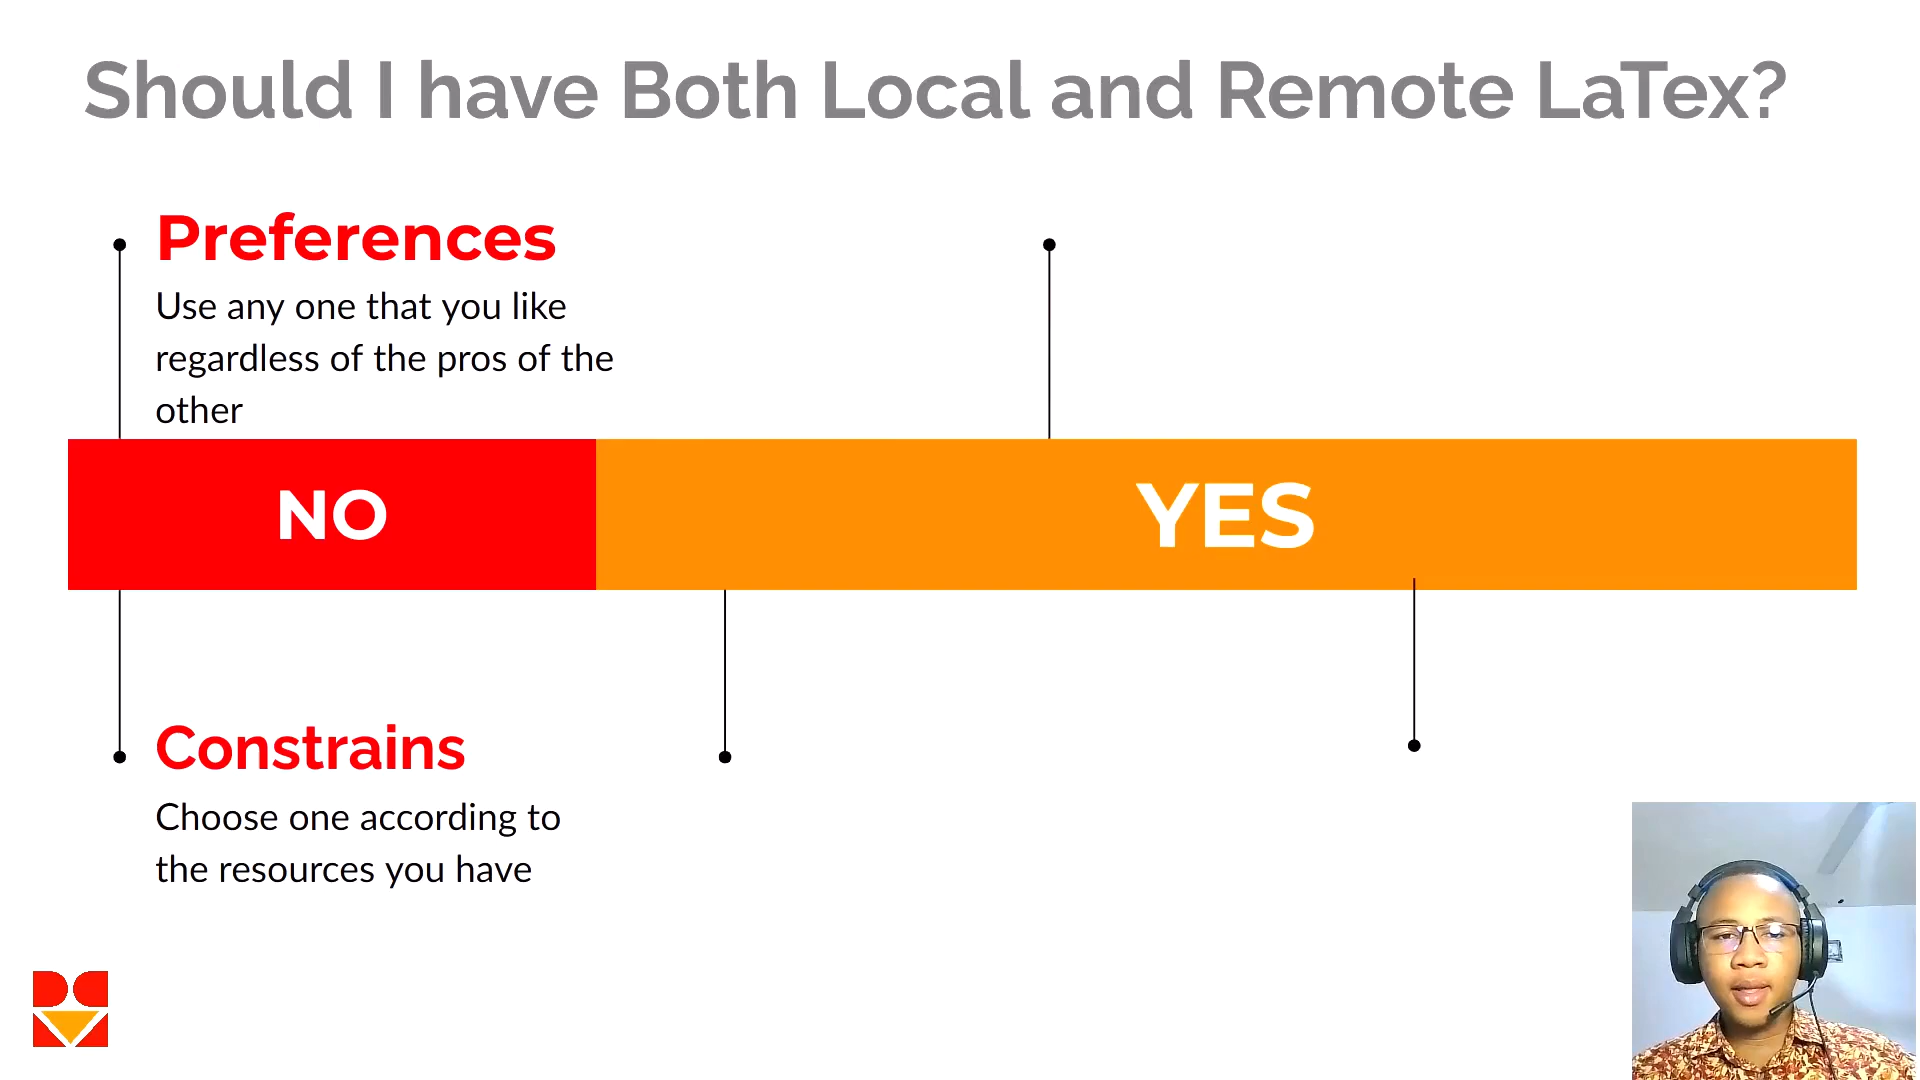 Should I have Both Local and Remote LaTex?
Preferences
Use any one that you like
regardless of the pros of the
other
NO
YES
Constrains
Choose one according to
the resources you have